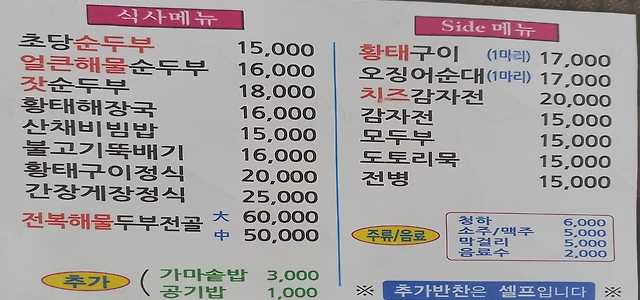 식사메뉴
초당순두부 15,000
얼큰해물순두부 16,000
잣순두부 18,000
황태해장국 16,000
산채비빔밥 15,000
불고기뚝배기 16,000
황태구이정식 20,000
간장게장정식 25,000
전복해물두부전골 大 60,000
中 50,000
추가 ( 가마솥밥 3,000
공기밥 1,000
Side 메뉴
황태구이 (1마리) 17,000
오징어순대(1마리) 17,000
치즈감자전 20,000
감자전 15,000
모두부 15,000
도토리묵 15,000
전병 15,000
주류/음료
청하 6,000
소주/맥주 5,000
막걸리 5,000
음료수 2,000
※ 추가반찬은 셀프입니다 ※